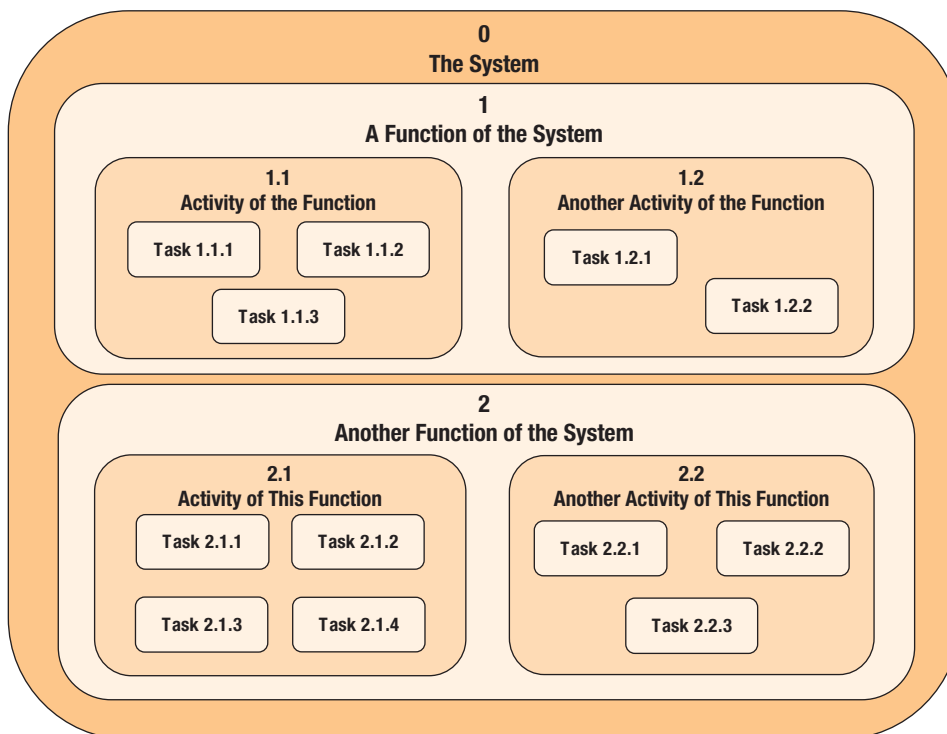 0
The System
1
A Function of the System
1.1
Activity of the Function
Task 1.1.1
Task 1.1.2
Task 1.1.3
1.2
Another Activity of the Function
Task 1.2.1
Task 1.2.2
2
Another Function of the System
2.1
Activity of This Function
Task 2.1.1
Task 2.1.2
Task 2.1.3
Task 2.1.4
2.2
Another Activity of This Function
Task 2.2.1
Task 2.2.2
Task 2.2.3